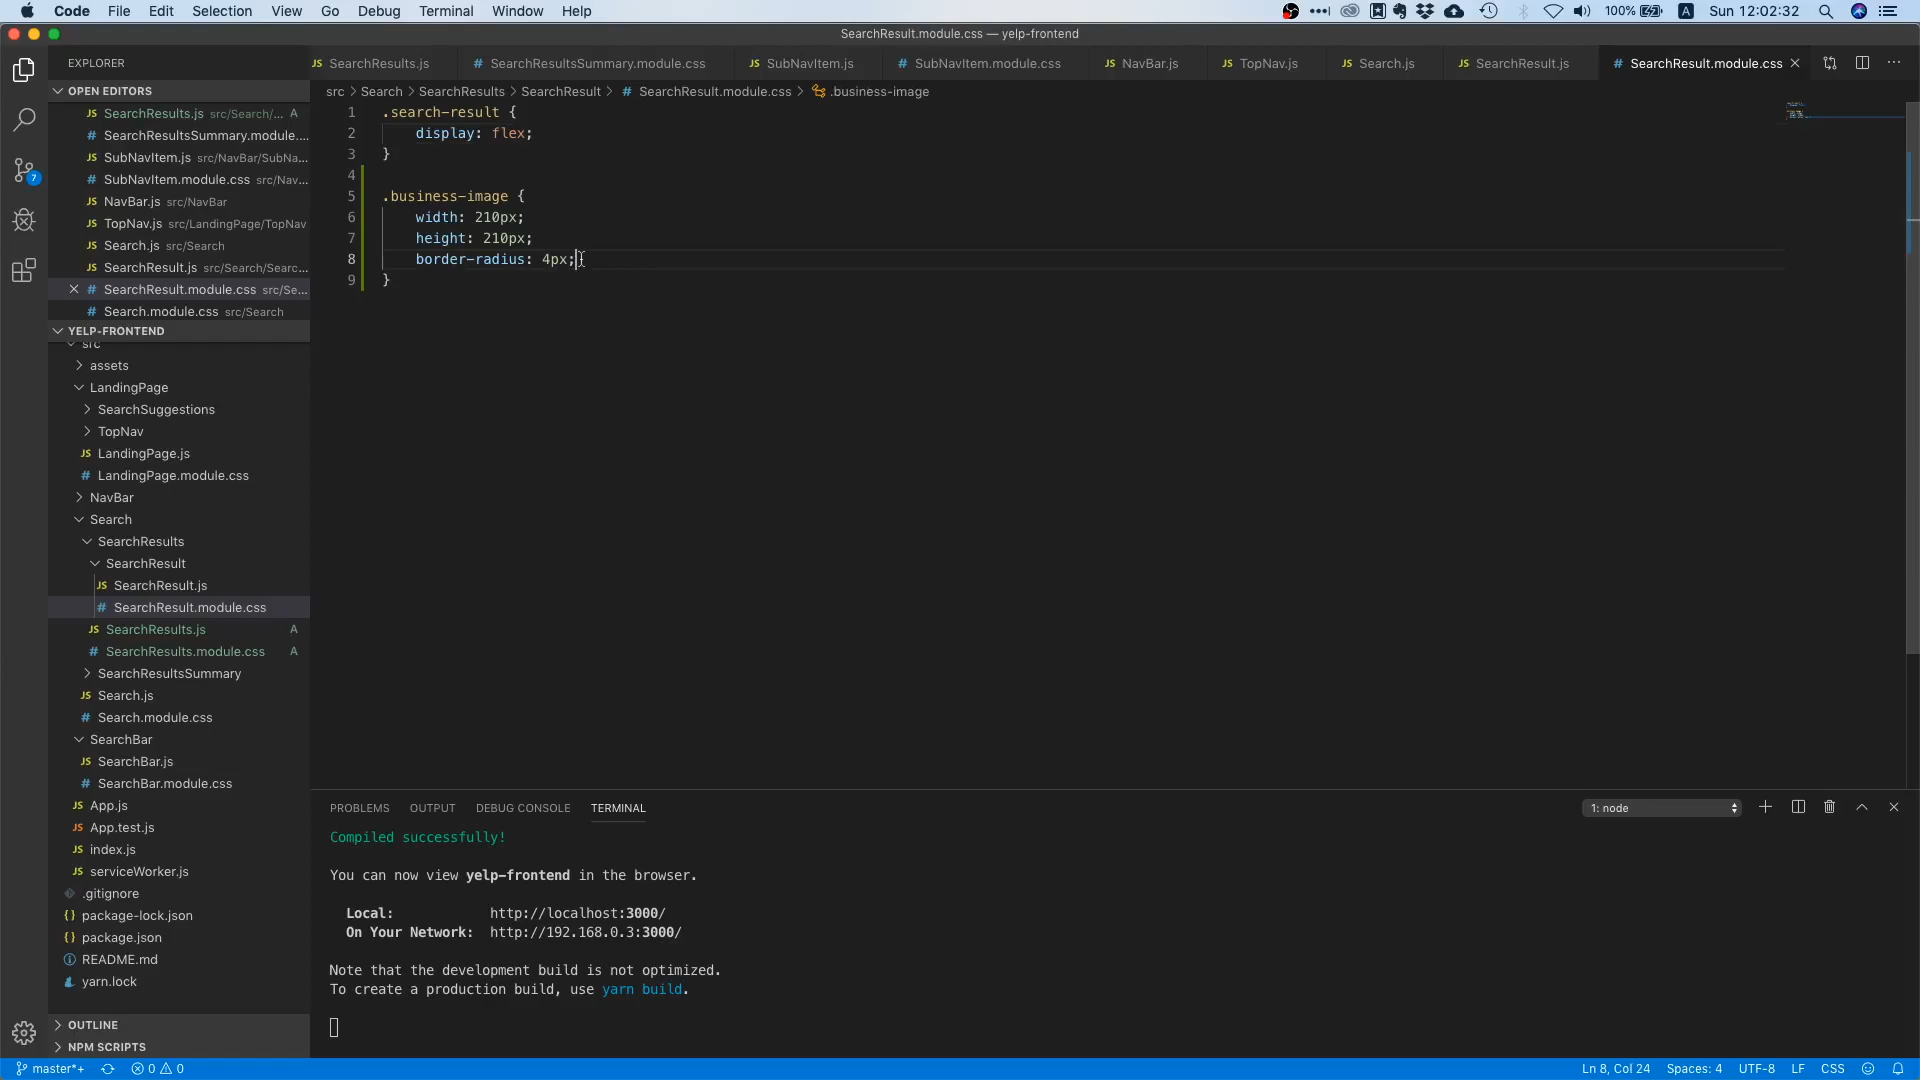 Code File Edit Selection View Go Debug Terminal Window Help 100% A Sun 12:02:32
SearchResult.module.css — yelp-frontend
EXPLORER
JS SearchResults.js # SearchResultsSummary.module.css JS SubNavItem.js # SubNavItem.module.css JS NavBar.js JS TopNav.js JS Search.js JS SearchResult.js # SearchResult.module.css
OPEN EDITORS
src > Search > SearchResults > SearchResult > # SearchResult.module.css > .business-image
JS SearchResults.js src/Search/... A
# SearchResultsSummary.module....
JS SubNavItem.js src/NavBar/SubNa...
# SubNavItem.module.css src/Nav...
JS NavBar.js src/NavBar
JS TopNav.js src/LandingPage/TopNav
JS Search.js src/Search
JS SearchResult.js src/Search/Searc...
# SearchResult.module.css src/Se...
# Search.module.css src/Search
7
1 .search-result {
2 display: flex;
3 }
4
5 .business-image {
6 width: 210px;
7 height: 210px;
8 border-radius: 4px;
9 }
YELP-FRONTEND
src
assets
LandingPage
SearchSuggestions
TopNav
JS LandingPage.js
# LandingPage.module.css
NavBar
Search
SearchResults
SearchResult
JS SearchResult.js
# SearchResult.module.css
JS SearchResults.js A
# SearchResults.module.css A
SearchResultsSummary
JS Search.js
# Search.module.css
SearchBar
JS SearchBar.js
# SearchBar.module.css
JS App.js
JS App.test.js
JS index.js
JS serviceWorker.js
.gitignore
{} package-lock.json
{} package.json
README.md
yarn.lock
OUTLINE
NPM SCRIPTS
PROBLEMS OUTPUT DEBUG CONSOLE TERMINAL 1: node
Compiled successfully!
You can now view yelp-frontend in the browser.
Local: http://localhost:3000/
On Your Network: http://192.168.0.3:3000/
Note that the development build is not optimized.
To create a production build, use yarn build.
master*+ 0 0 Ln 8, Col 24 Spaces: 4 UTF-8 LF CSS